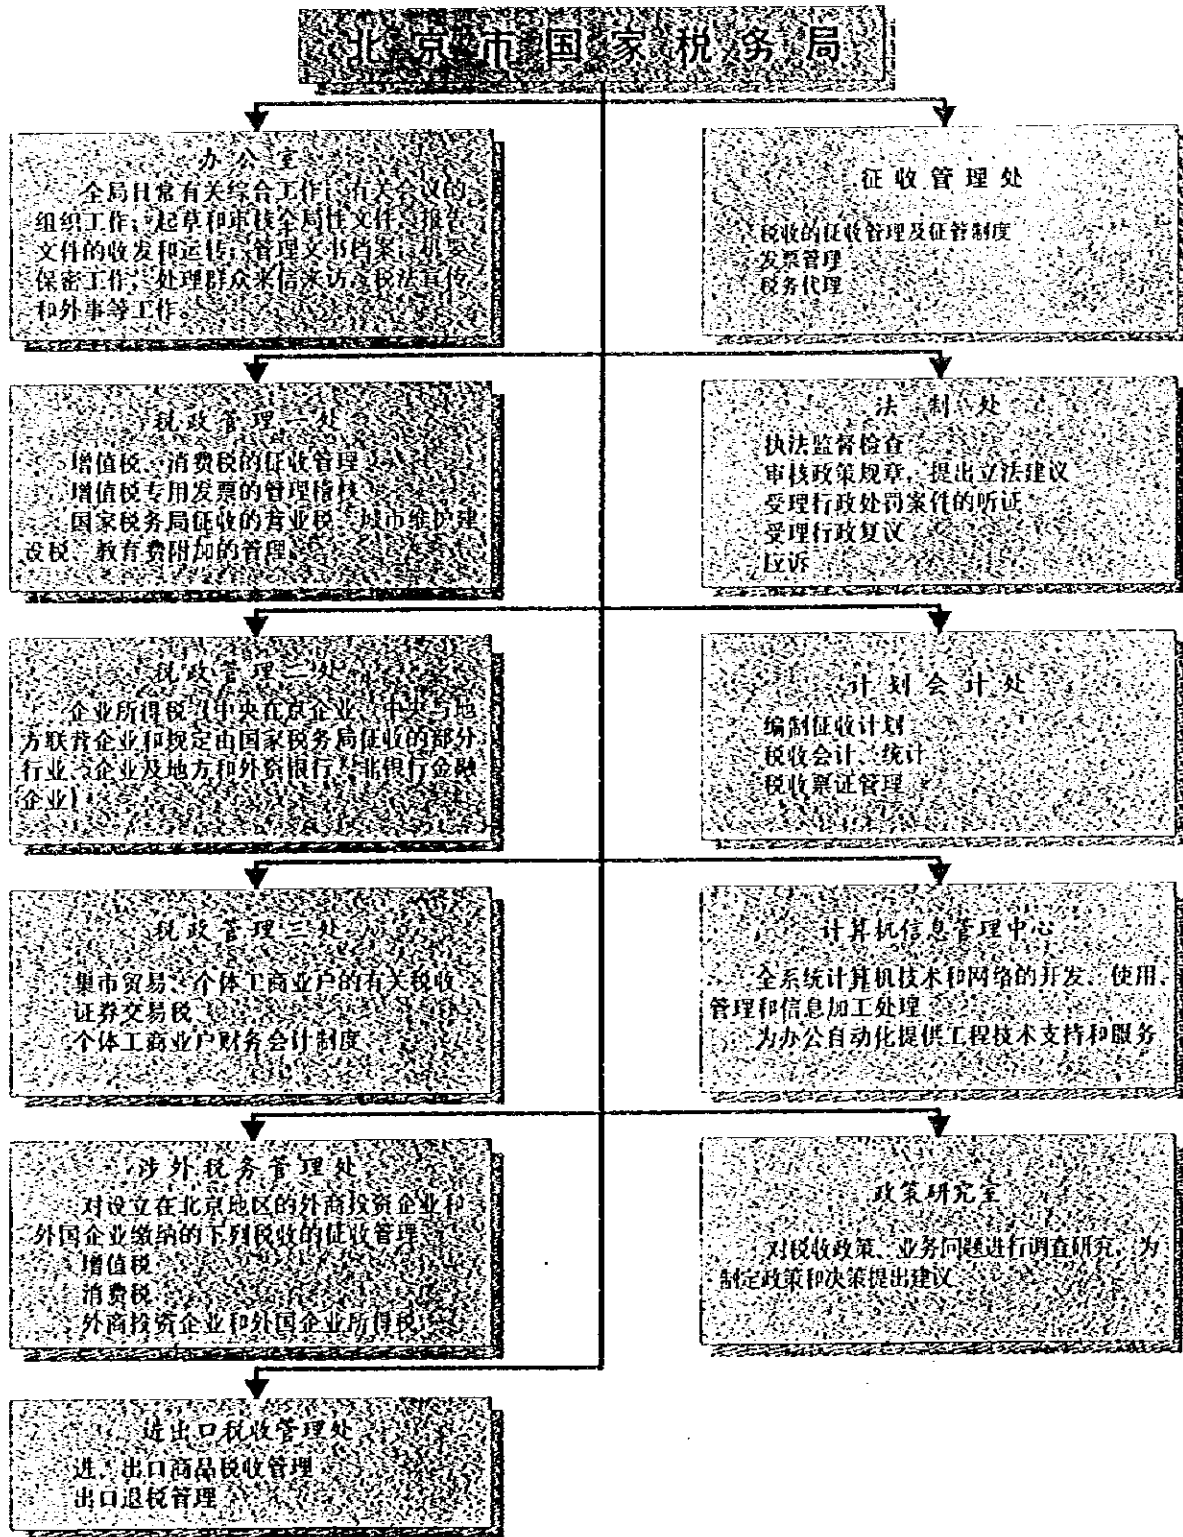 北京市国家税务局
办公室
全局日常有关综合工作；有关会议的
组织工作；起草和审核全局性文件、报告；
文件的收发和运转；管理文书档案；机要
保密工作；处理群众来信来访、税法宣传
和外事等工作。
征收管理处
税收的征收管理及征管制度
发票管理
税务代理
税政管理一处
增值税、消费税的征收管理
增值税专用发票的管理稽核
国家税务局征收的营业税、城市维护建
设税、教育费附加的管理
法制处
执法监督检查
审核政策规章，提出立法建议
受理行政处罚案件的听证
受理行政复议
应诉
税政管理二处
企业所得税（中央在京企业、中央与地
方联营企业和规定由国家税务局征收的部分
行业、企业及地方和外资银行、非银行金融
企业）
计划会计处
编制征收计划
税收会计、统计
税收票证管理
税政管理三处
集市贸易、个体工商业户的有关税收
证券交易税
个体工商业户财务会计制度
计算机信息管理中心
全系统计算机技术和网络的开发、使用、
管理和信息加工处理
为办公自动化提供工程技术支持和服务
涉外税务管理处
对设立在北京地区的外商投资企业和
外国企业缴纳的下列税收的征收管理
增值税
消费税
外商投资企业和外国企业所得税
政策研究室
对税收政策、业务问题进行调查研究，为
制定政策和决策提出建议
进出口税收管理处
进、出口商品税收管理
出口退税管理